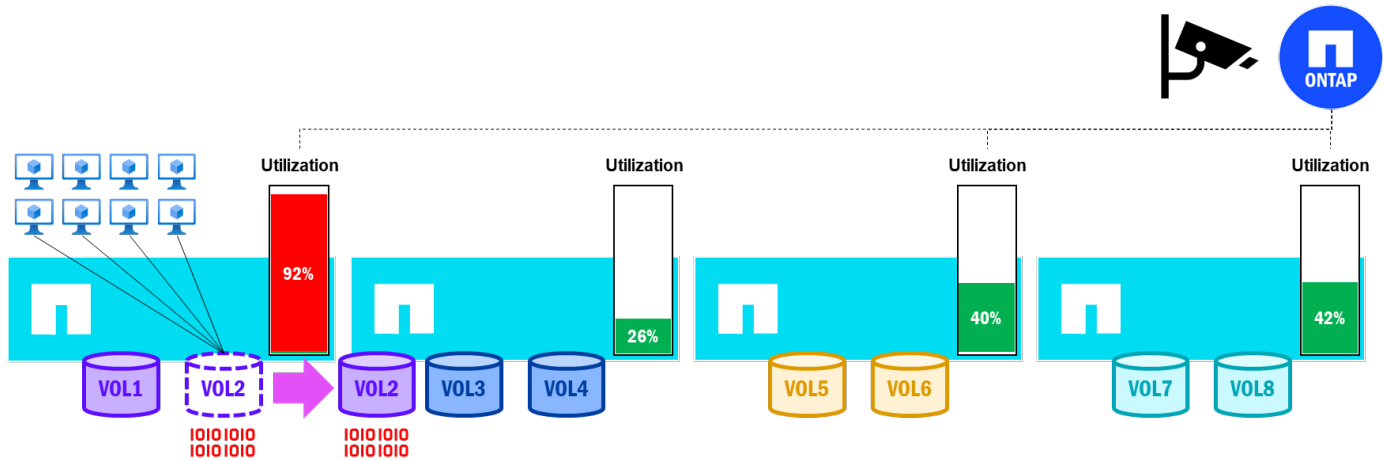 ONTAP
Utilization
Utilization
Utilization
Utilization
92%
26%
40%
42%
VOL1
VOL2
VOL2
VOL3
VOL4
VOL5
VOL6
VOL7
VOL8
1010 1010
1010 1010
1010 1010
1010 1010